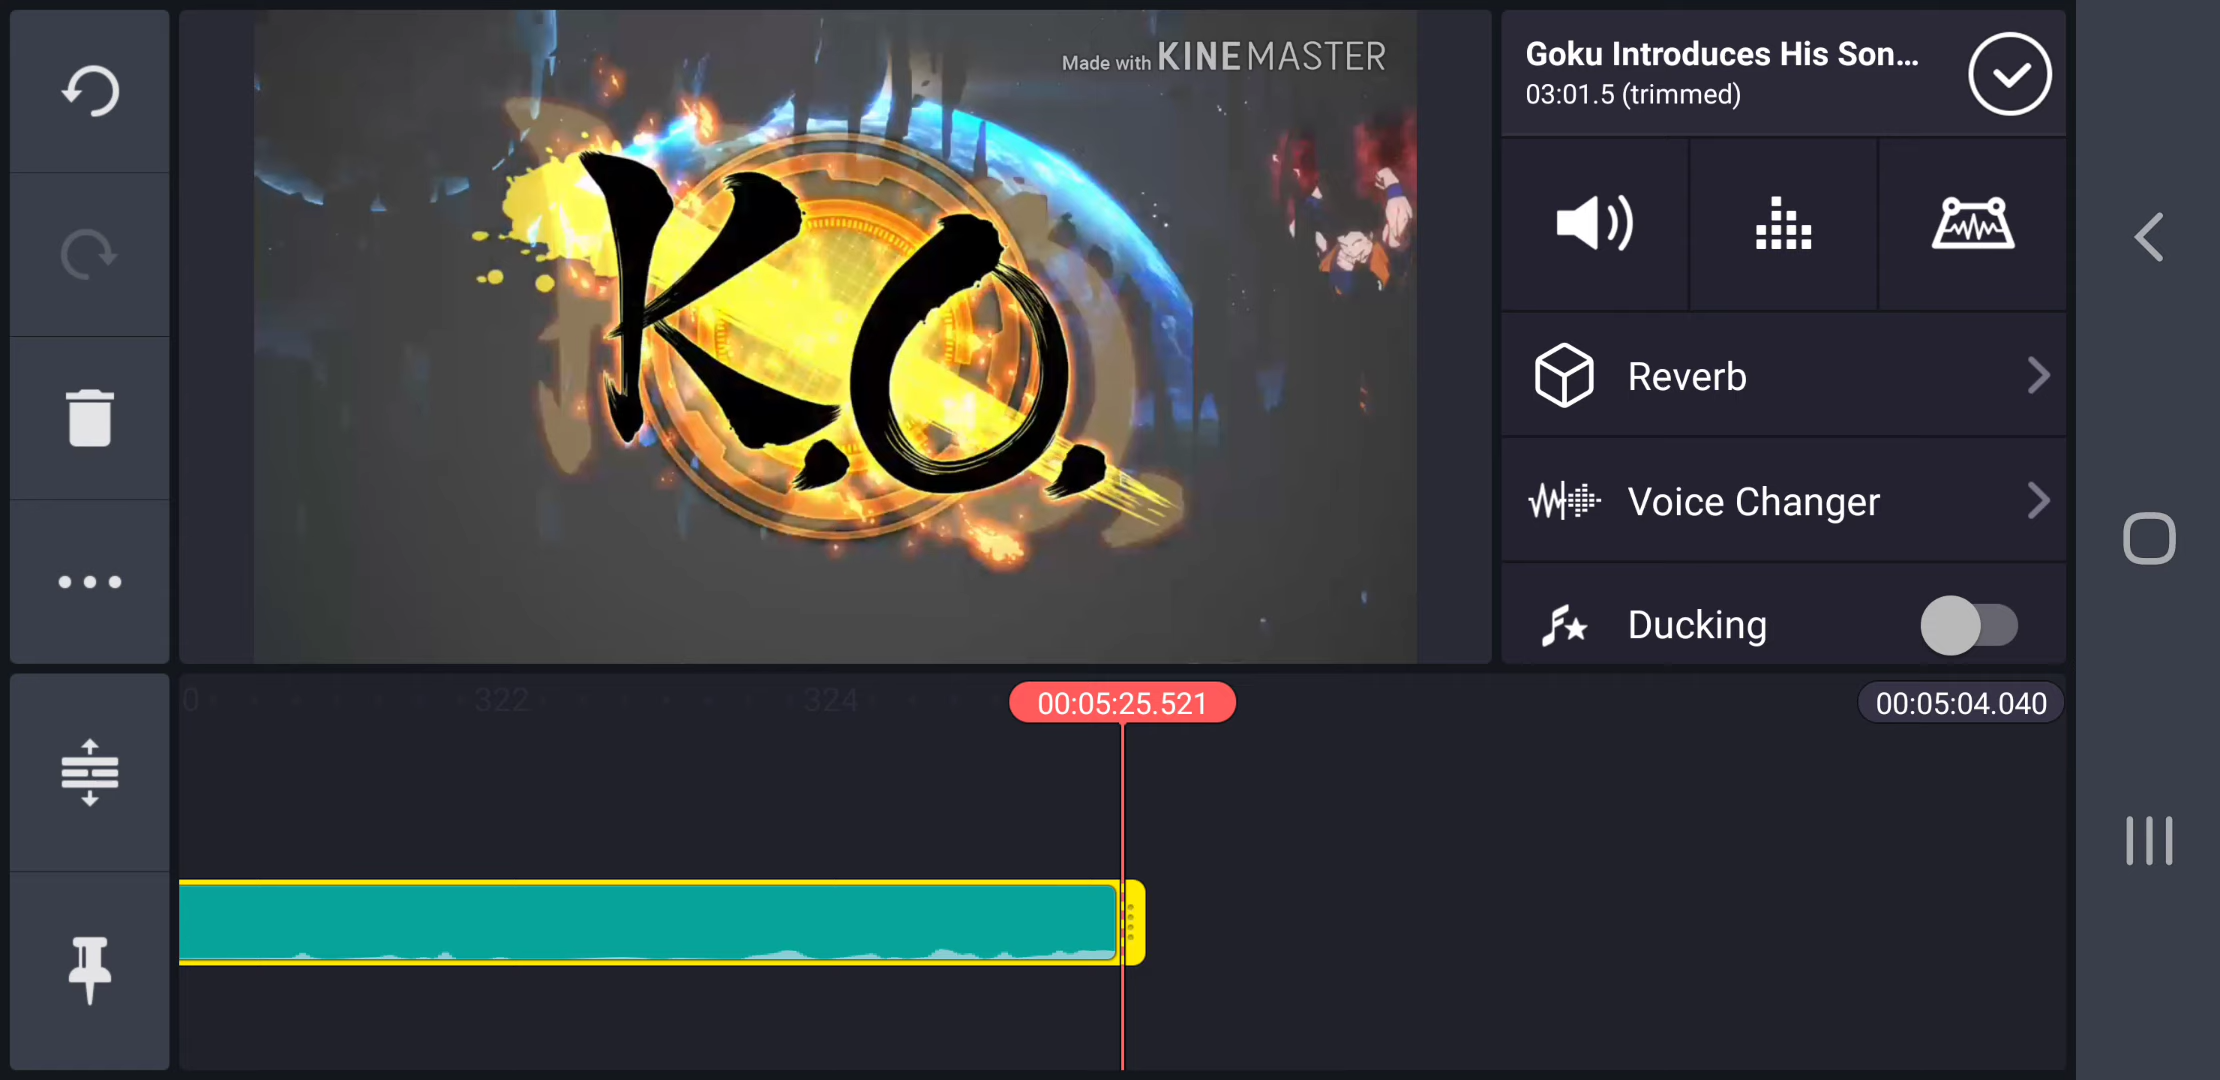 Made with KINEMASTER
K.O.
Goku Introduces His Son...
03:01.5 (trimmed)
Reverb
Voice Changer
Ducking
0
322
324
00:05:25.521
00:05:04.040